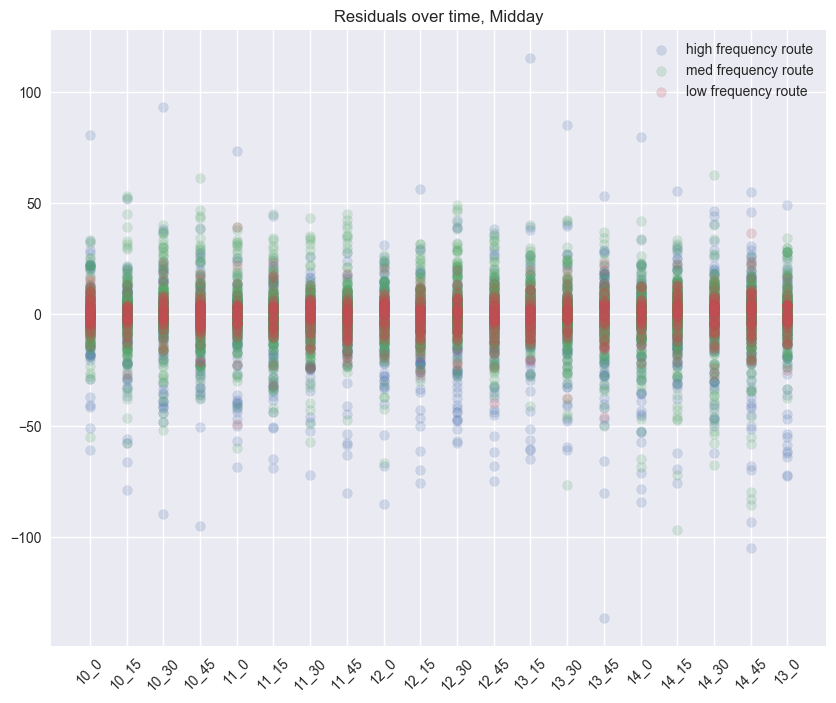 Residuals over time, Midday
high frequency route
med frequency route
low frequency route
100
50
0
−50
−100
10_0 10_15 10_30 10_45 11_0 11_15 11_30 11_45 12_0 12_15 12_30 12_45 13_15 13_30 13_45 14_0 14_15 14_30 14_45 13_0